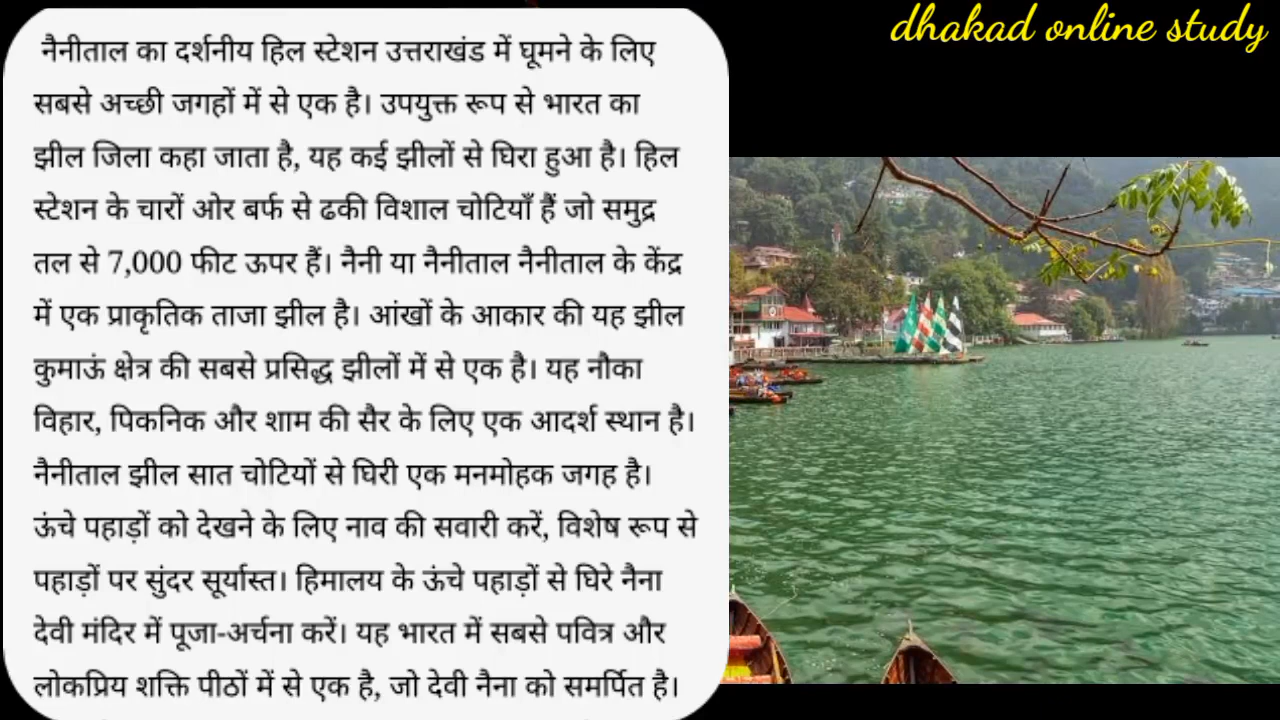 dhakad online study
नैनीताल का दर्शनीय हिल स्टेशन उत्तराखंड में घूमने के लिए
सबसे अच्छी जगहों में से एक है। उपयुक्त रूप से भारत का
झील जिला कहा जाता है, यह कई झीलों से घिरा हुआ है। हिल
स्टेशन के चारों ओर बर्फ से ढकी विशाल चोटियाँ हैं जो समुद्र
तल से 7,000 फीट ऊपर हैं। नैनी या नैनीताल नैनीताल के केंद्र
में एक प्राकृतिक ताजा झील है। आंखों के आकार की यह झील
कुमाऊं क्षेत्र की सबसे प्रसिद्ध झीलों में से एक है। यह नौका
विहार, पिकनिक और शाम की सैर के लिए एक आदर्श स्थान है।
नैनीताल झील सात चोटियों से घिरी एक मनमोहक जगह है।
ऊंचे पहाड़ों को देखने के लिए नाव की सवारी करें, विशेष रूप से
पहाड़ों पर सुंदर सूर्यास्त। हिमालय के ऊंचे पहाड़ों से घिरे नैना
देवी मंदिर में पूजा-अर्चना करें। यह भारत में सबसे पवित्र और
लोकप्रिय शक्ति पीठों में से एक है, जो देवी नैना को समर्पित है।